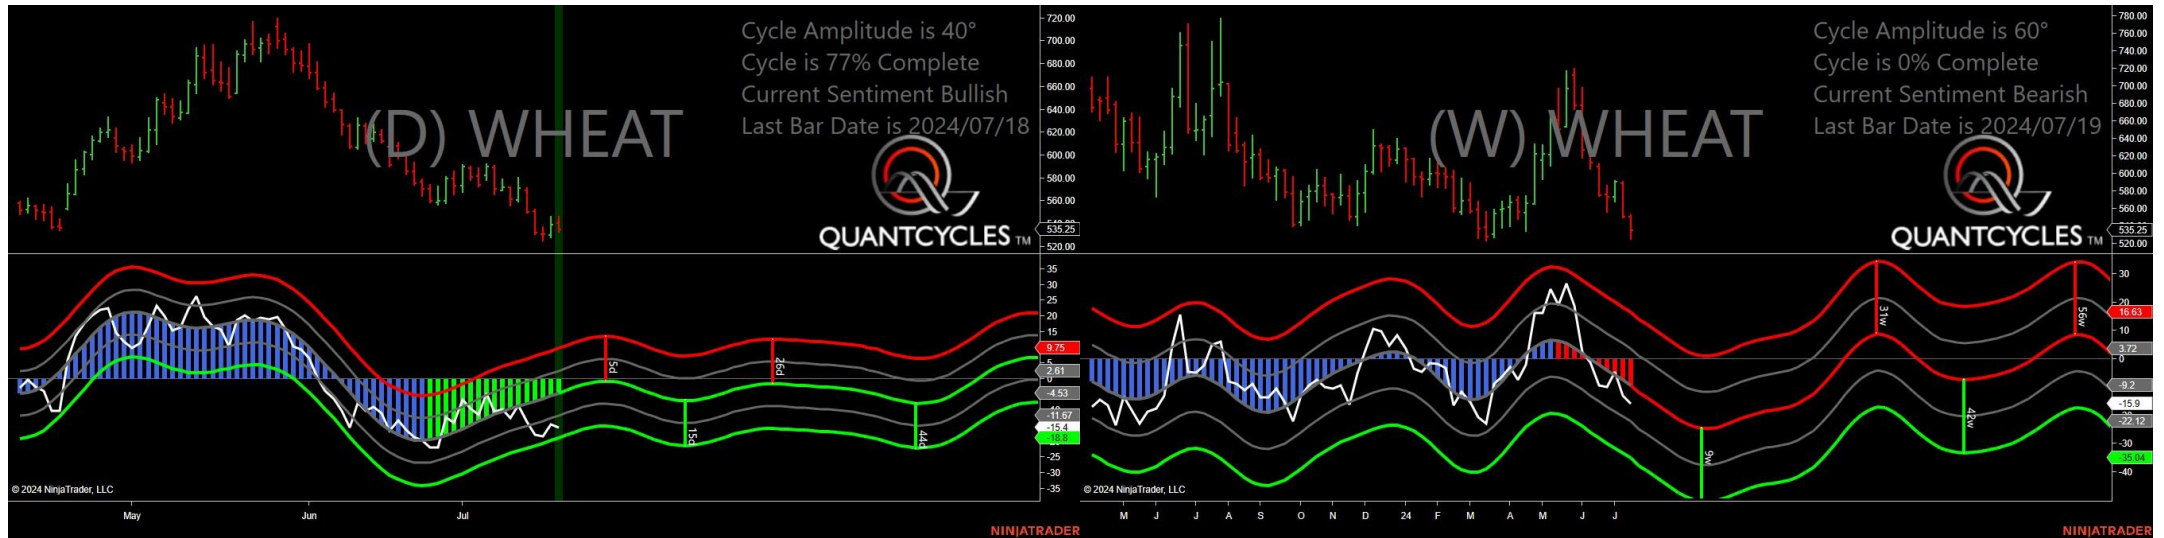 Cycle Amplitude is 40°
Cycle is 77% Complete
Current Sentiment Bullish
Last Bar Date is 2024/07/18
(D) WHEAT
QUANTCYCLES TM
720.00
700.00
680.00
660.00
640.00
620.00
600.00
580.00
560.00
535.25
520.00
35
30
25
20
15
9.75
5
2.61
0
-4.53
-11.67
-15.4
-18.8
-25
-30
-35
5d
15d
26d
44d
© 2024 NinjaTrader, LLC
May
Jun
Jul
NINJATRADER
Cycle Amplitude is 60°
Cycle is 0% Complete
Current Sentiment Bearish
Last Bar Date is 2024/07/19
(W) WHEAT
QUANTCYCLES TM
780.00
760.00
740.00
720.00
700.00
680.00
660.00
640.00
620.00
600.00
580.00
560.00
535.25
520.00
30
20
16.63
10
3.72
0
-9.2
-15.9
-22.12
-30
-35.04
-40
9w
31w
42w
56w
© 2024 NinjaTrader, LLC
M J J A S O N D 24 F M A M J J
NINJATRADER